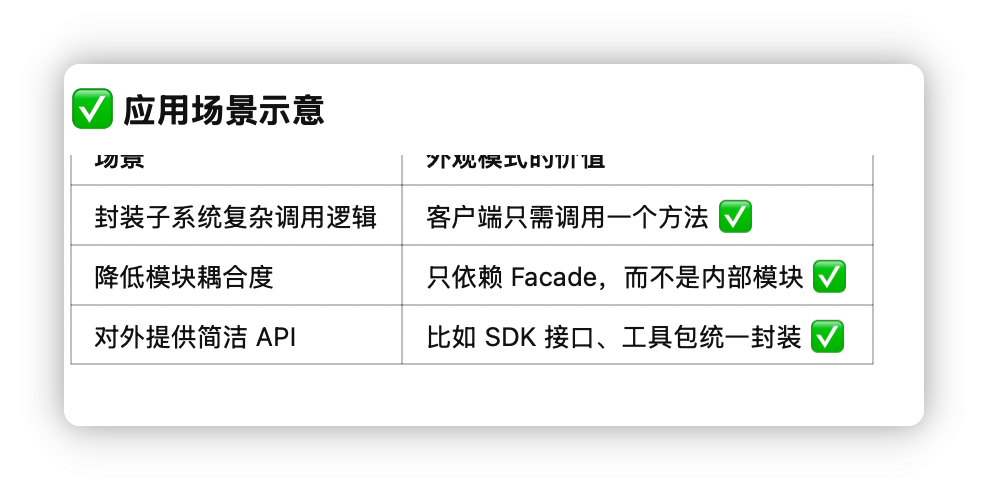 ✅ 应用场景示意
场景 外观模式的价值
封装子系统复杂调用逻辑 客户端只需调用一个方法 ✅
降低模块耦合度 只依赖 Facade，而不是内部模块 ✅
对外提供简洁 API 比如 SDK 接口、工具包统一封装 ✅